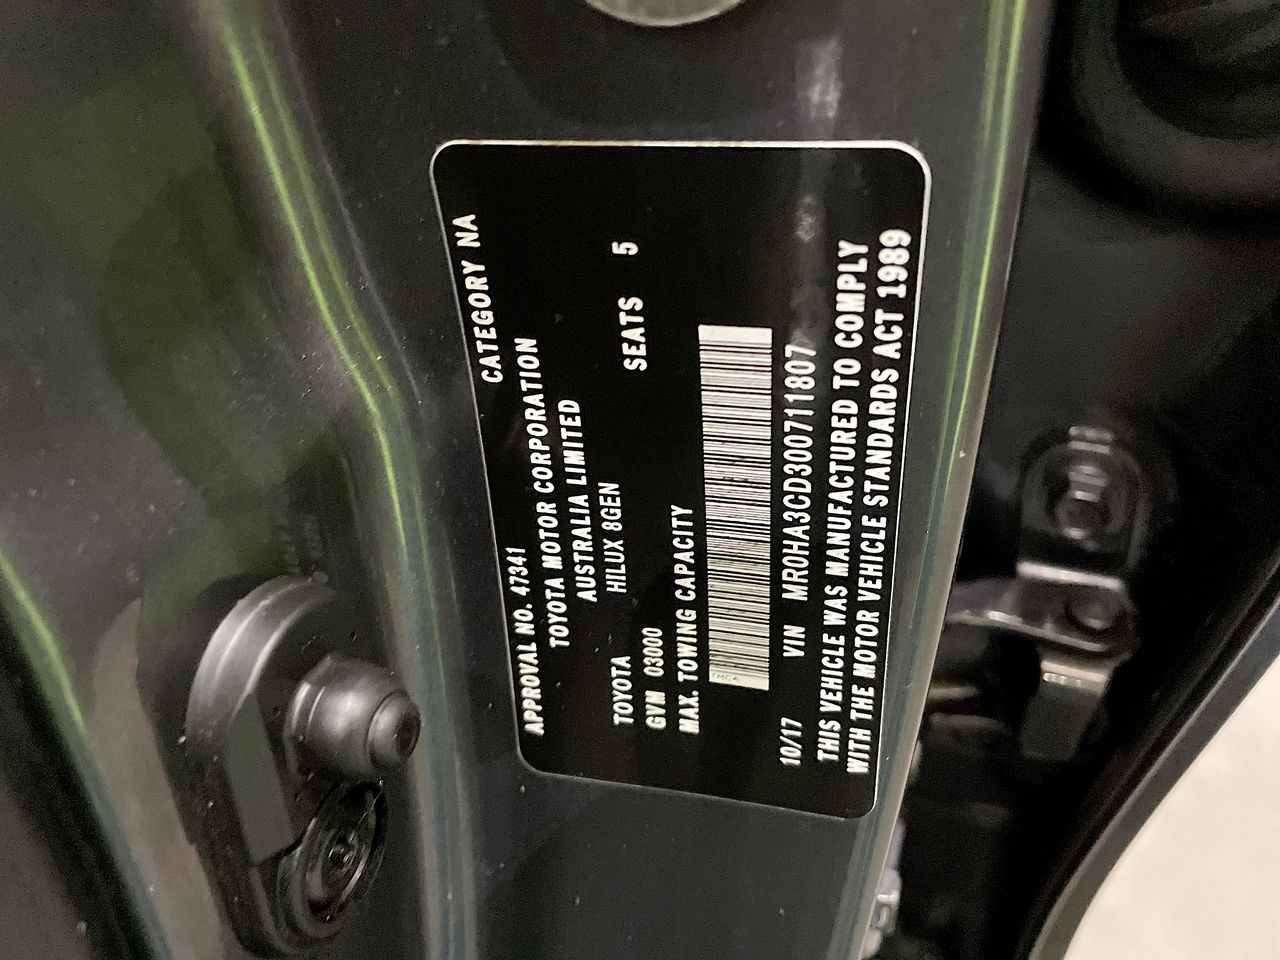 APPROVAL NO. 47341 CATEGORY NA
TOYOTA MOTOR CORPORATION
AUSTRALIA LIMITED
TOYOTA HILUX 8GEN
GVM 03000 SEATS 5
MAX. TOWING CAPACITY
TMCA
10/17 VIN MR0HA3CD300711807
THIS VEHICLE WAS MANUFACTURED TO COMPLY
WITH THE MOTOR VEHICLE STANDARDS ACT 1989